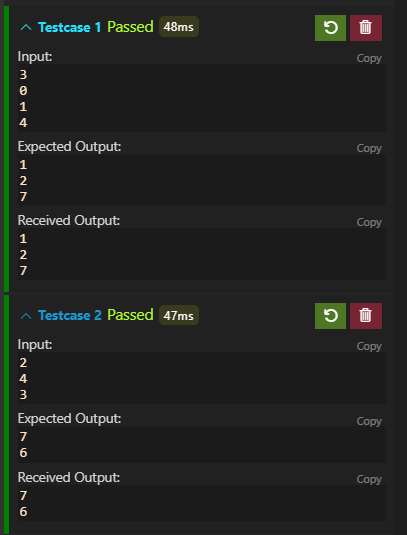 Testcase 1 Passed 48ms
Input:
Copy
3
0
1
4
Expected Output:
Copy
1
2
7
Received Output:
Copy
1
2
7
Testcase 2 Passed 47ms
Input:
Copy
2
4
3
Expected Output:
Copy
7
6
Received Output:
Copy
7
6